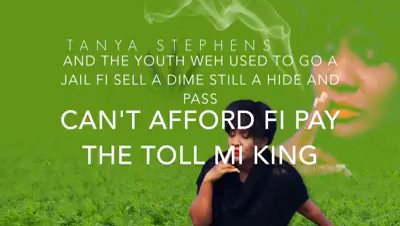 TANYA STEPHENS
AND THE YOUTH WEH USED TO GO A
JAIL FI SELL A DIME STILL A HIDE AND
PASS
CAN'T AFFORD FI PAY
THE TOLL MI KING